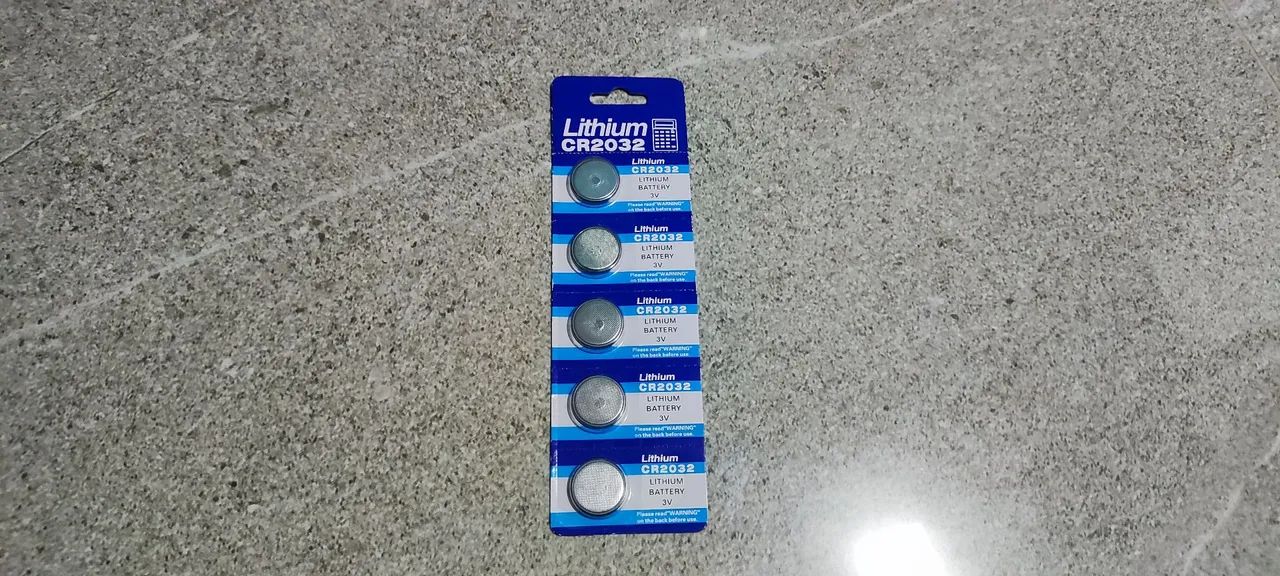 Lithium
CR2032
Lithium
CR2032
LITHIUM
BATTERY
3V
Please read"WARNING"
on the back before use.
Lithium
CR2032
LITHIUM
BATTERY
3V
Please read"WARNING"
on the back before use.
Lithium
CR2032
LITHIUM
BATTERY
3V
Please read"WARNING"
on the back before use.
Lithium
CR2032
LITHIUM
BATTERY
3V
Please read"WARNING"
on the back before use.
Lithium
CR2032
LITHIUM
BATTERY
3V
Please read"WARNING"
on the back before use.